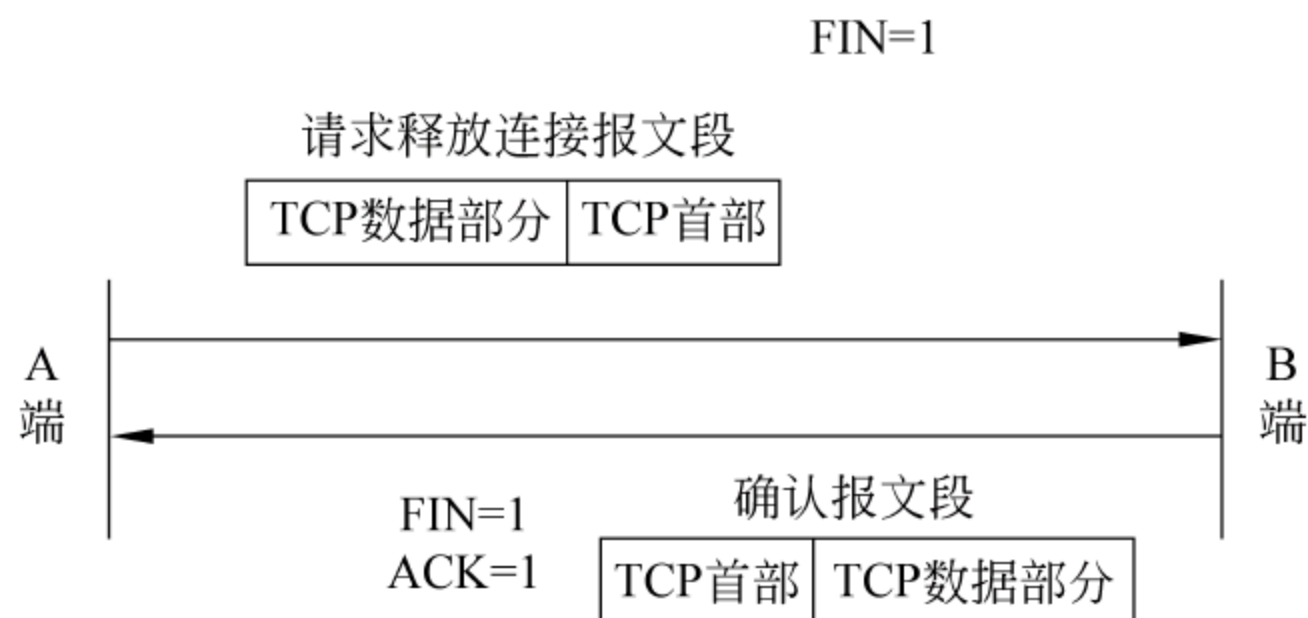 FIN=1
请求释放连接报文段
TCP数据部分 TCP首部
A
端
B
端
确认报文段
FIN=1
ACK=1
TCP首部 TCP数据部分